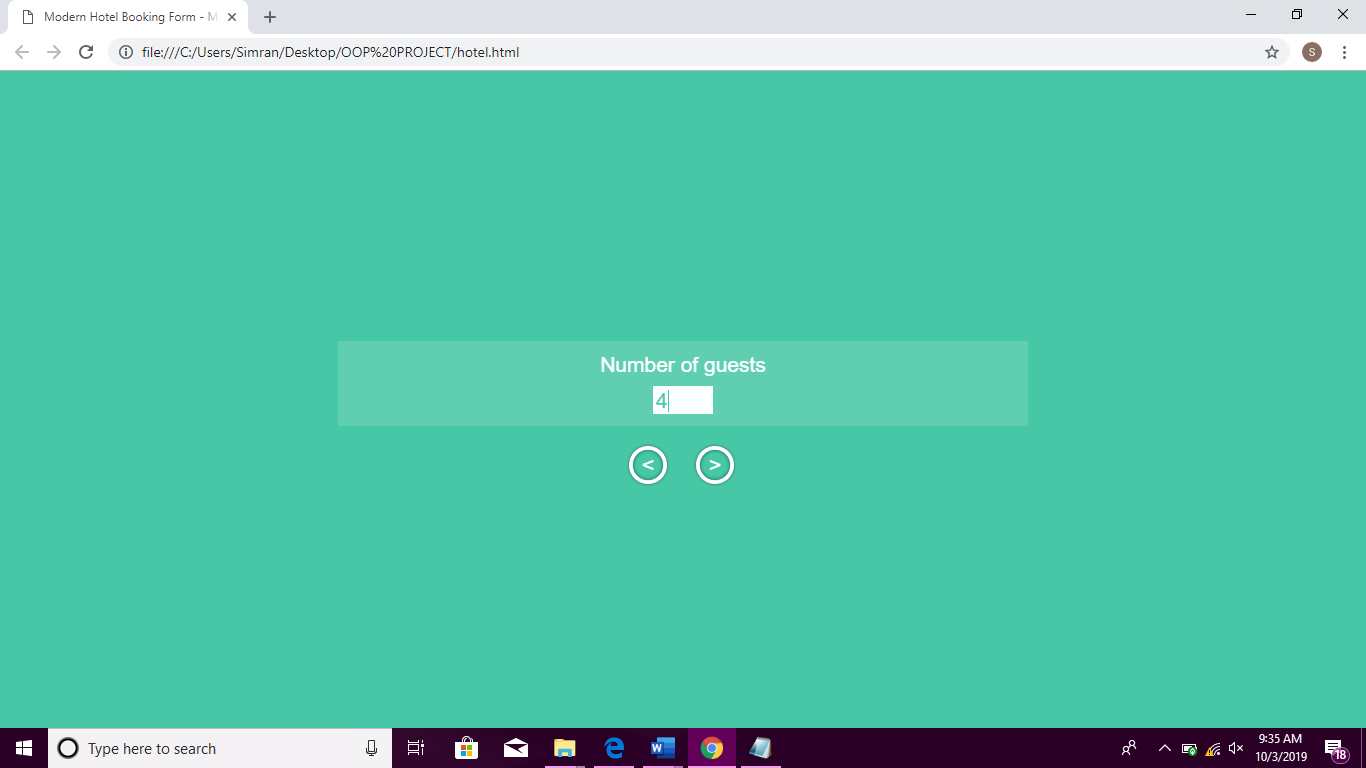 Modern Hotel Booking Form - M
file:///C:/Users/Simran/Desktop/OOP%20PROJECT/hotel.html
S
Number of guests
4
< >
Type here to search
9:35 AM
10/3/2019
18